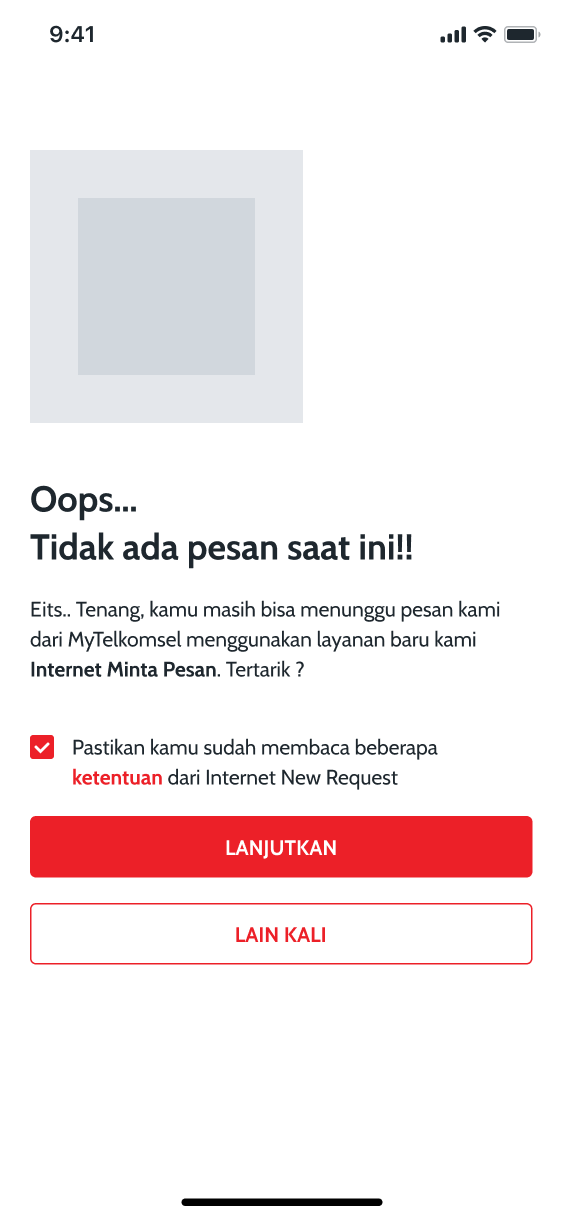 9:41
Oops...
Tidak ada pesan saat ini!!
Eits.. Tenang, kamu masih bisa menunggu pesan kami
dari MyTelkomsel menggunakan layanan baru kami
Internet Minta Pesan. Tertarik ?
Pastikan kamu sudah membaca beberapa
ketentuan dari Internet New Request
LANJUTKAN
LAIN KALI